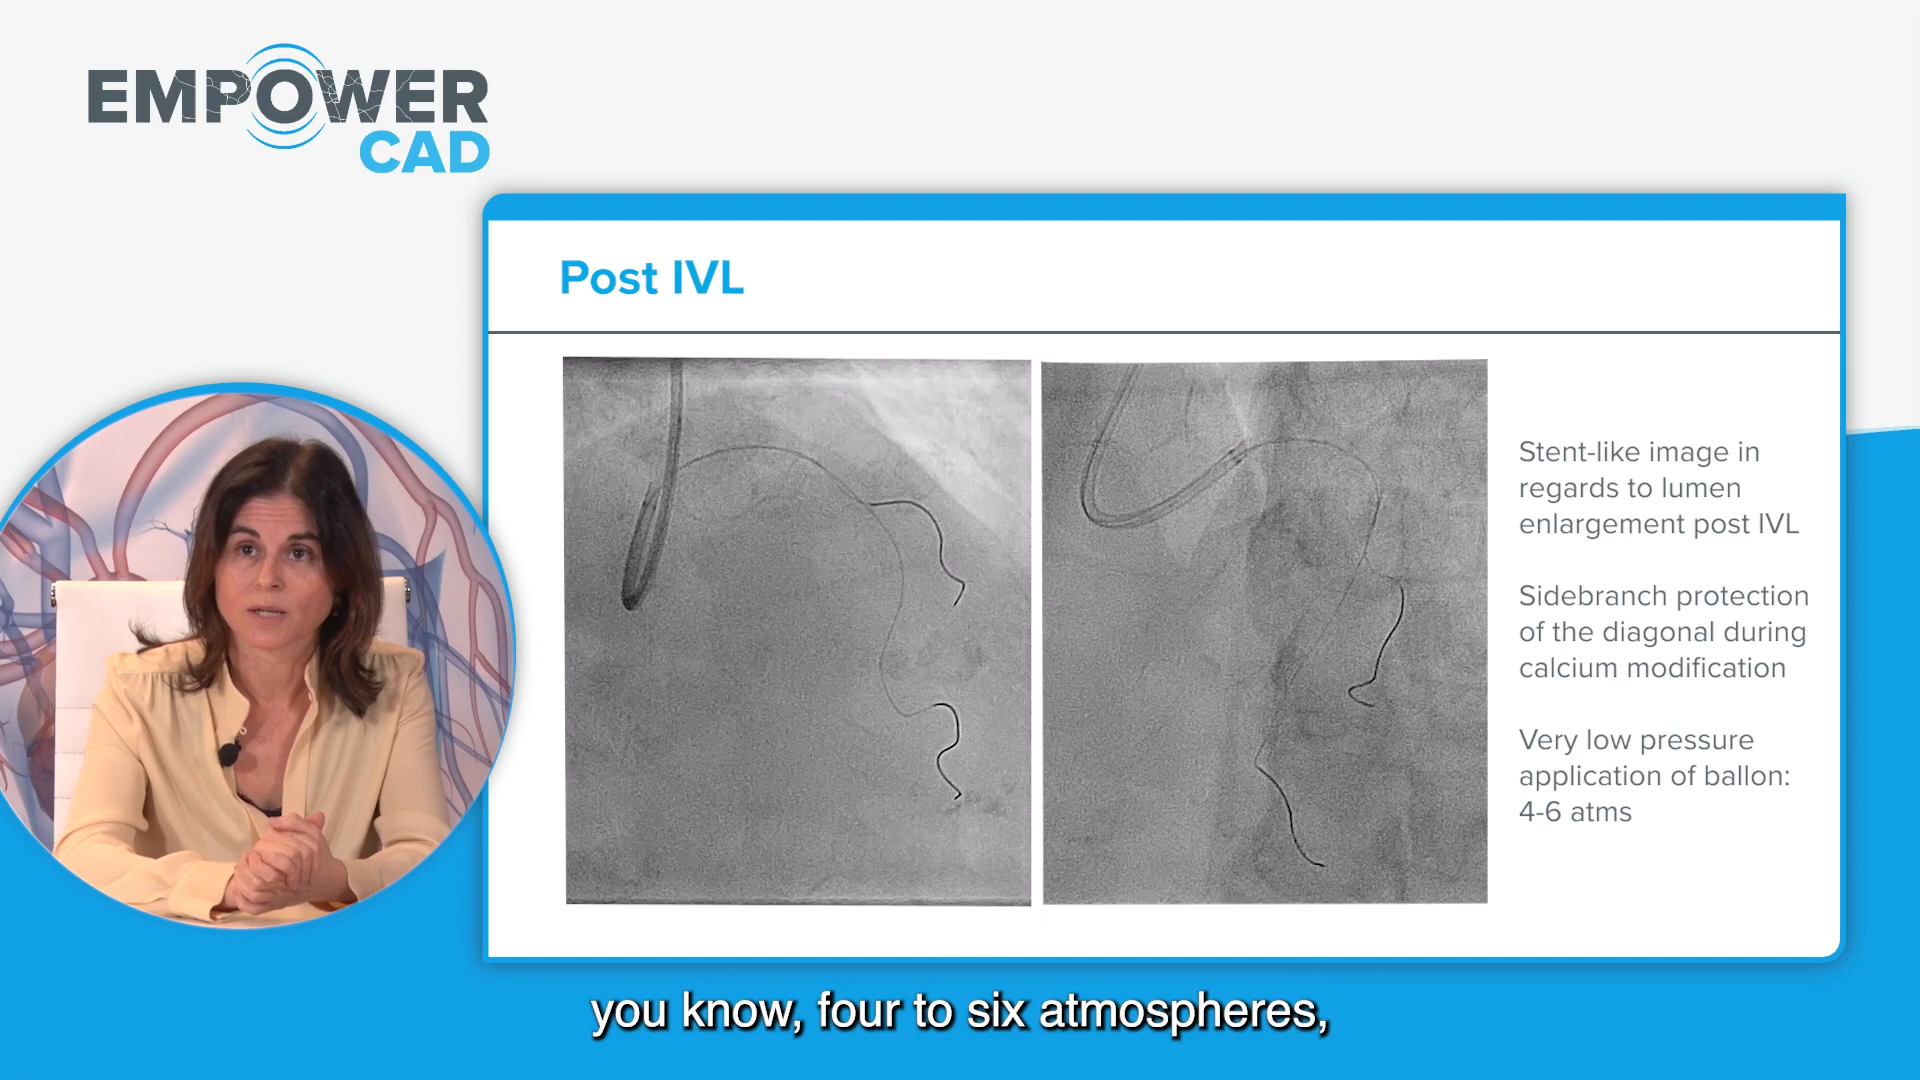 EMPOWER
CAD
Post IVL
Stent-like image in
regards to lumen
enlargement post IVL
Sidebranch protection
of the diagonal during
calcium modification
Very low pressure
application of ballon:
4-6 atms
you know, four to six atmospheres,